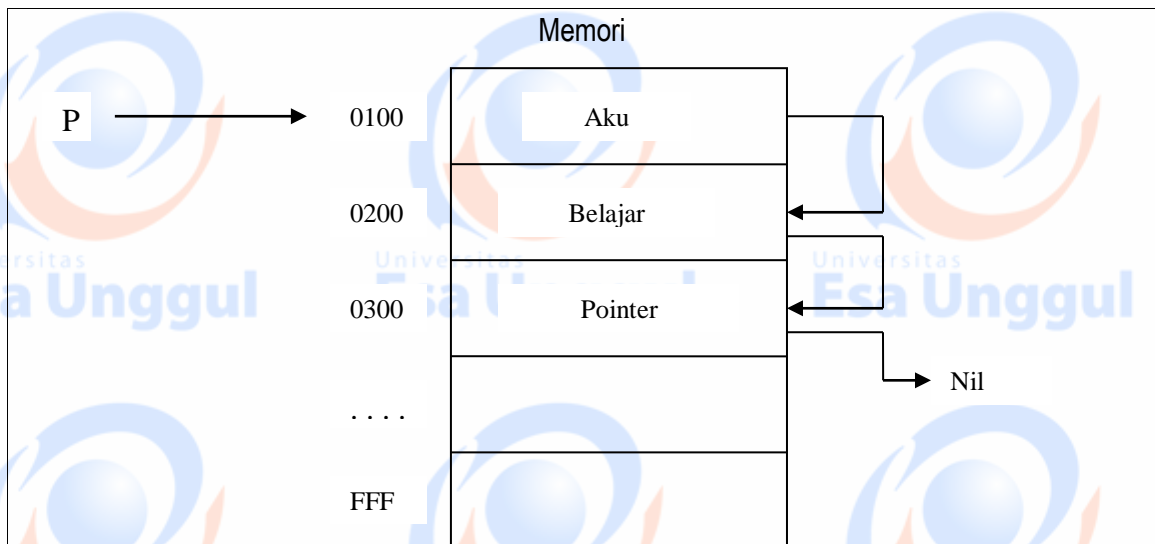 Memori
P
0100
Aku
0200
Belajar
Universitas
Esa Unggul
Universitas
Esa Unggul
Universitas
Esa Unggul
0300
Pointer
Nil
. . . .
FFF